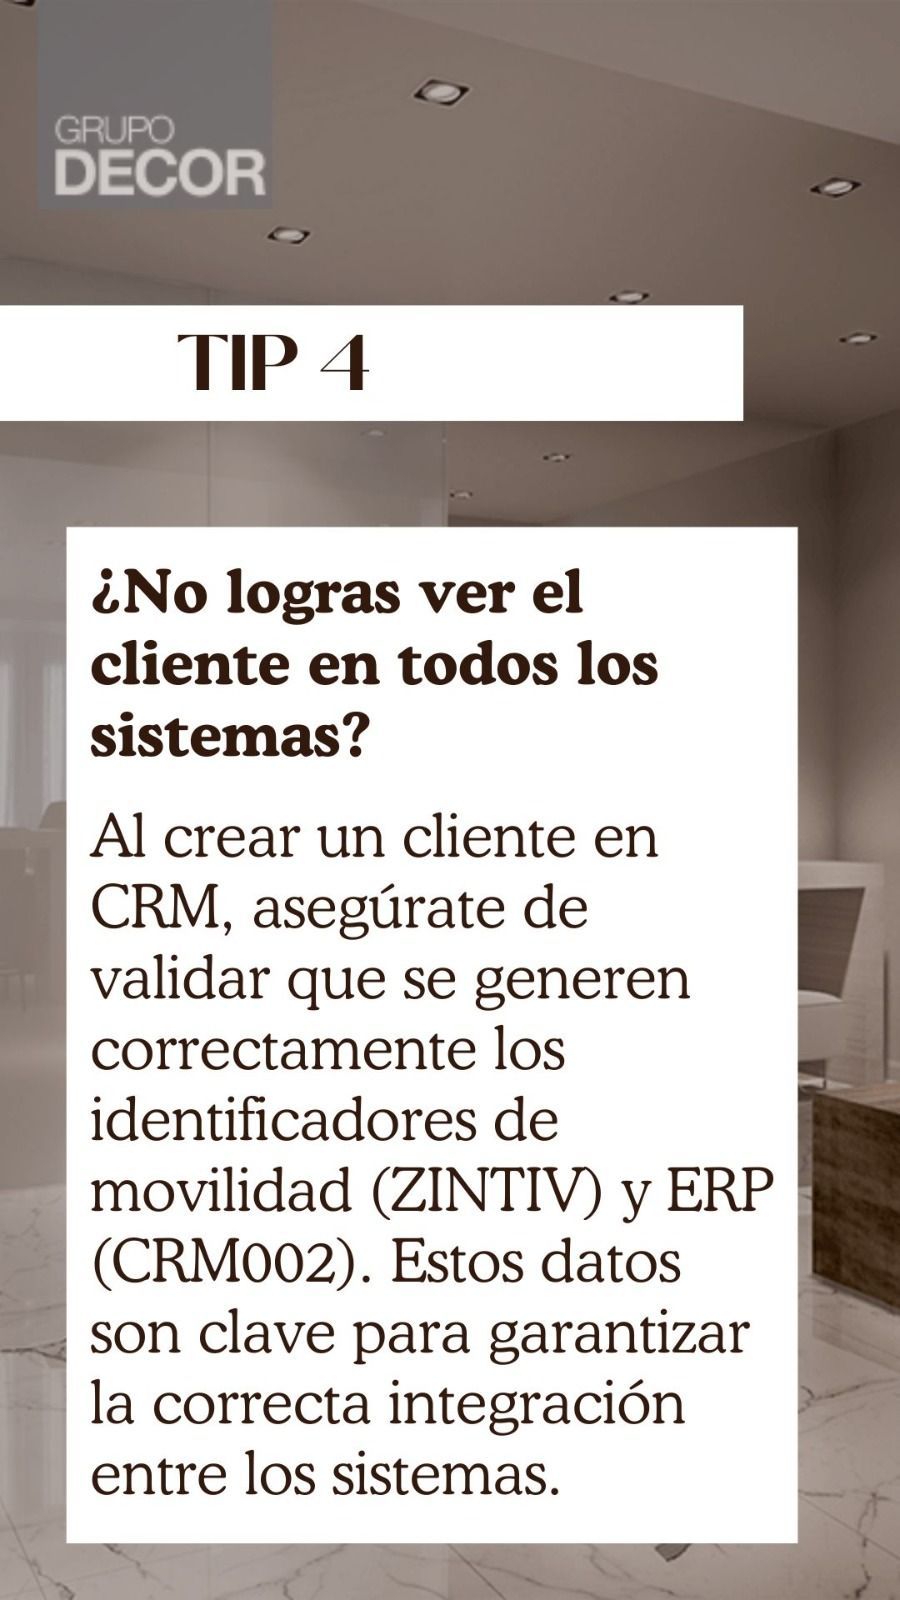 GRUPO
DECOR
TIP 4
¿No logras ver el
cliente en todos los
sistemas?
Al crear un cliente en
CRM, asegúrate de
validar que se generen
correctamente los
identificadores de
movilidad (ZINTIV) y ERP
(CRM002). Estos datos
son clave para garantizar
la correcta integración
entre los sistemas.